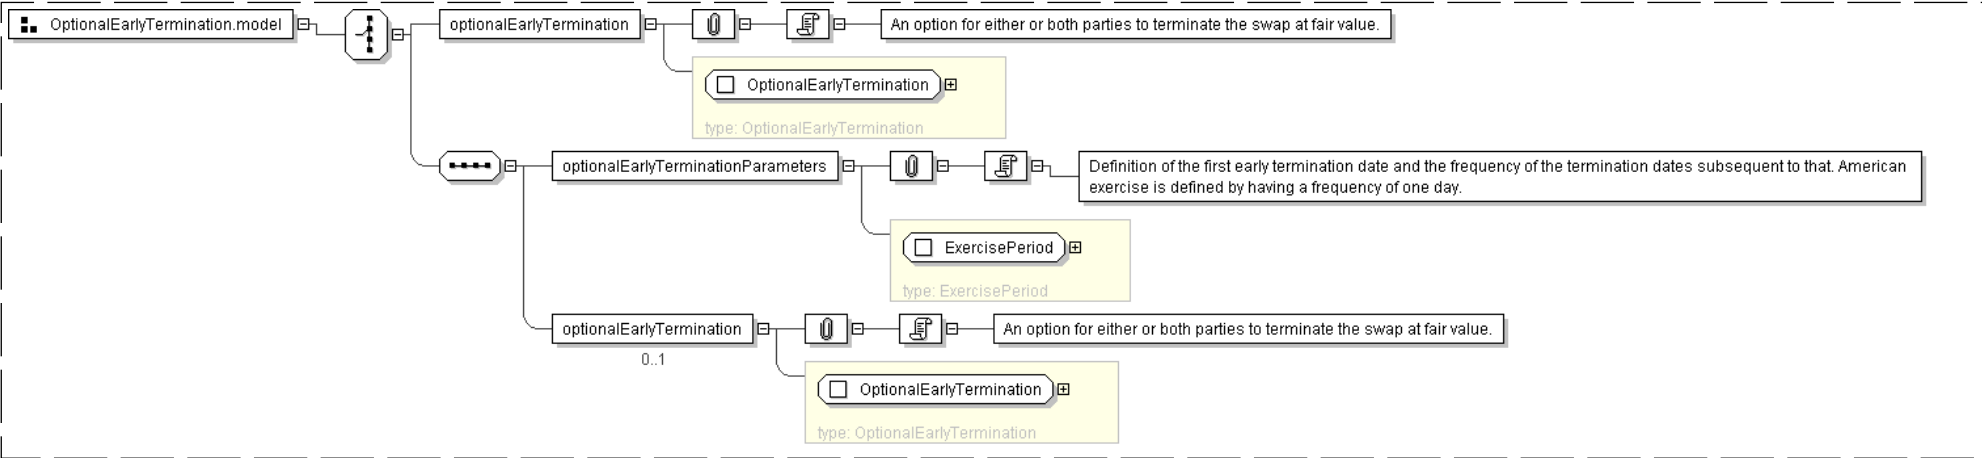 OptionalEarlyTermination.model
optionalEarlyTermination
An option for either or both parties to terminate the swap at fair value.
OptionalEarlyTermination
type: OptionalEarlyTermination
optionalEarlyTerminationParameters
Definition of the first early termination date and the frequency of the termination dates subsequent to that. American
exercise is defined by having a frequency of one day.
ExercisePeriod
type: ExercisePeriod
optionalEarlyTermination
An option for either or both parties to terminate the swap at fair value.
0..1
OptionalEarlyTermination
type: OptionalEarlyTermination